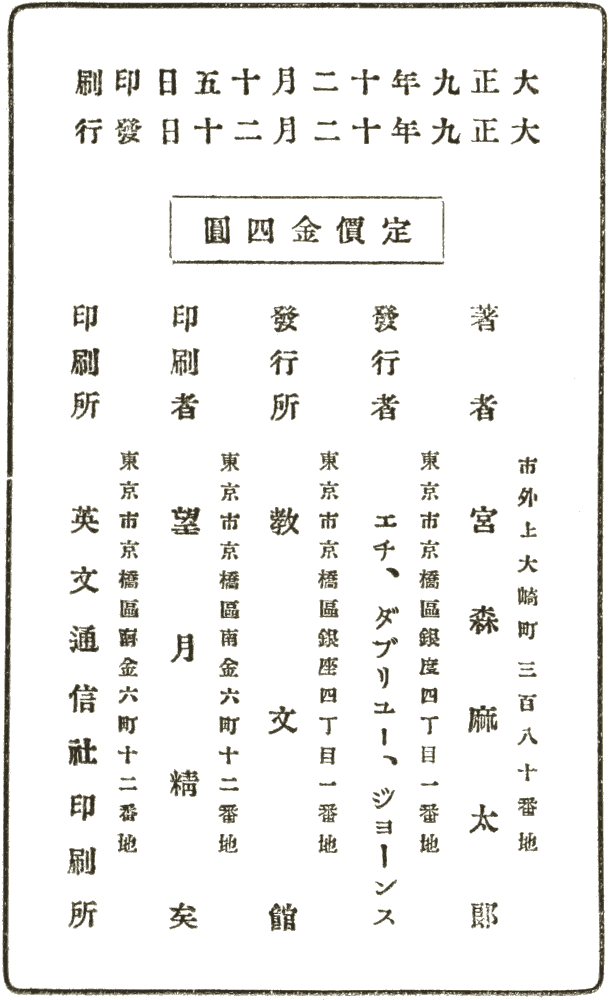 大正九年十二月十五日印刷
大正九年十二月二十日發行
定價金四圓
市外上大崎町三百八十番地
著者 宮森麻太郎
東京市京橋區銀座四丁目一番地
發行者 エチ、ダブリユー、ジョーンス
東京市京橋區銀座四丁目一番地
發行所 教文館
東京市京橋區南金六町十二番地
印刷者 望月精矣
東京市京橋區南金六町十二番地
印刷所 英文通信社印刷所